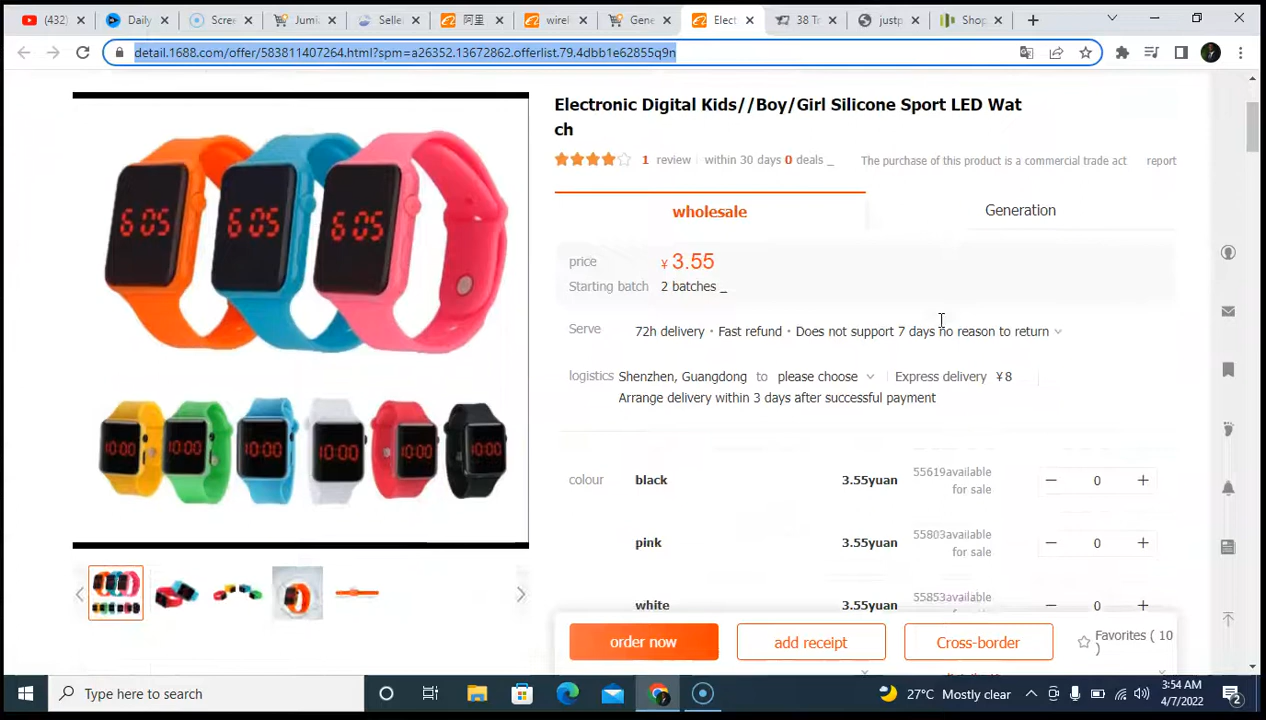 (432)
Daily
Scree
Jumi
Selle
阿里
wirel
Gene
Elect
38 Tr
justp
Shop
detail.1688.com/offer/583811407264.html?spm=a26352.13672862.offerlist.79.4dbb1e62855q9n
Electronic Digital Kids//Boy/Girl Silicone Sport LED Wat
ch
1 review within 30 days 0 deals _ The purchase of this product is a commercial trade act report
wholesale Generation
price ¥ 3.55
Starting batch 2 batches _
Serve 72h delivery · Fast refund · Does not support 7 days no reason to return
logistics Shenzhen, Guangdong to please choose Express delivery ¥8
Arrange delivery within 3 days after successful payment
colour black 3.55yuan 55619available
for sale
0
pink 3.55yuan 55803available
for sale
0
white 3.55yuan 55853available
0
order now add receipt Cross-border Favorites ( 10
)
6:05 6:05 6:05
10:00 10:00 10:00 10:00 10:00 10:00
Type here to search
27°C Mostly clear
3:54 AM
4/7/2022
2